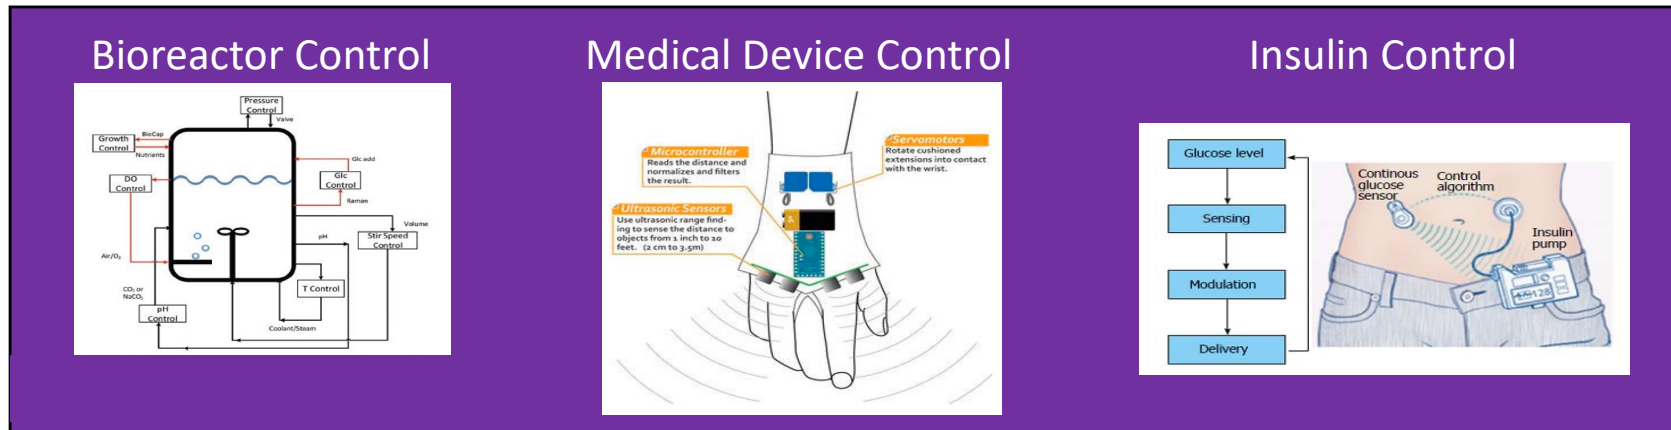 Bioreactor Control
Medical Device Control
Insulin Control
Pressure
Control
Valve
BioCap
Growth
Control
Nutrients
Glc add
DO
Control
Glc
Control
Raman
Volume
Stir Speed
Control
pH
Air/O₂
T Control
CO₂ or
NaCO₃
pH
Control
Coolant/Steam
Microcontroller
Reads the distance and
normalizes and filters
the result.
Servomotors
Rotate cushioned
extensions into contact
with the wrist.
Ultrasonic Sensors
Use ultrasonic range find-
ing to sense the distance to
objects from 1 inch to 10
feet. (2 cm to 3.5m)
Glucose level
Sensing
Modulation
Delivery
Continous
glucose
sensor
Control
algorithm
Insulin
pump